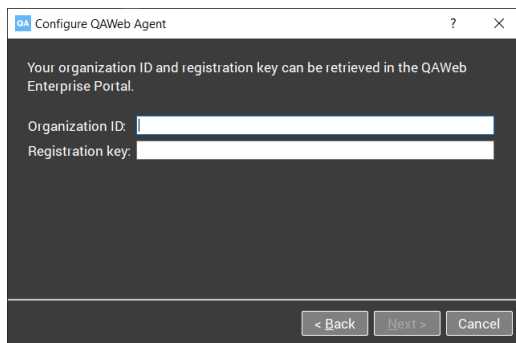 QA Configure QAWeb Agent ?
Your organization ID and registration key can be retrieved in the QAWeb
Enterprise Portal.
Organization ID:
Registration key:
< Back Next > Cancel